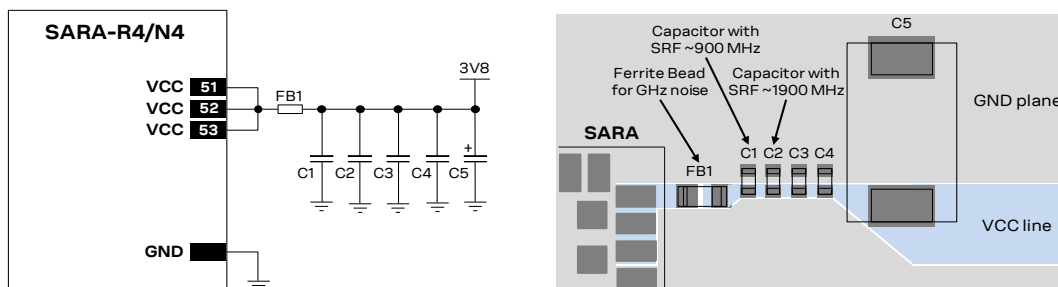 SARA-R4/N4
VCC 51
VCC 52
VCC 53
GND
FB1
3V8
+
C1
C2
C3
C4
C5
Capacitor with
SRF ~900 MHz
Ferrite Bead
for GHz noise
Capacitor with
SRF ~1900 MHz
C5
GND plane
SARA
FB1
C1 C2 C3 C4
VCC line